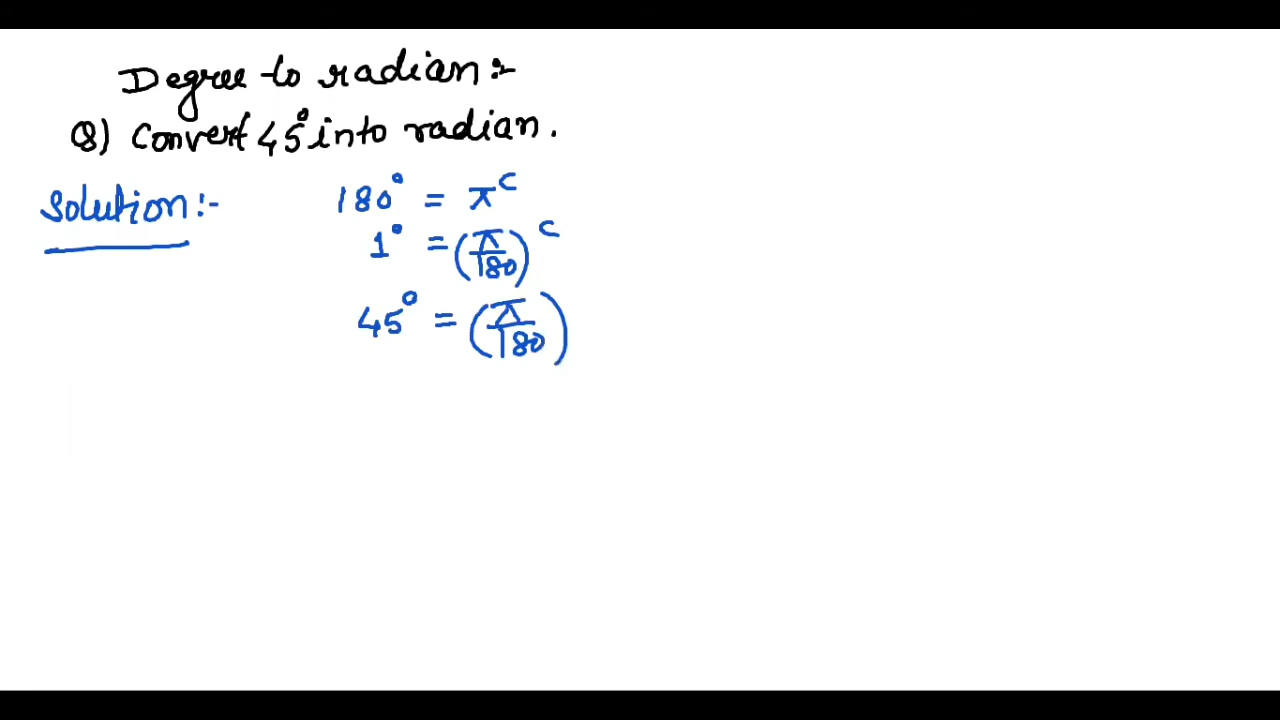 Degree to radian:-
Q) Convert 45° into radian.
Solution:-
180° = π^c
1° = (π/180)^c
45° = (π/180)